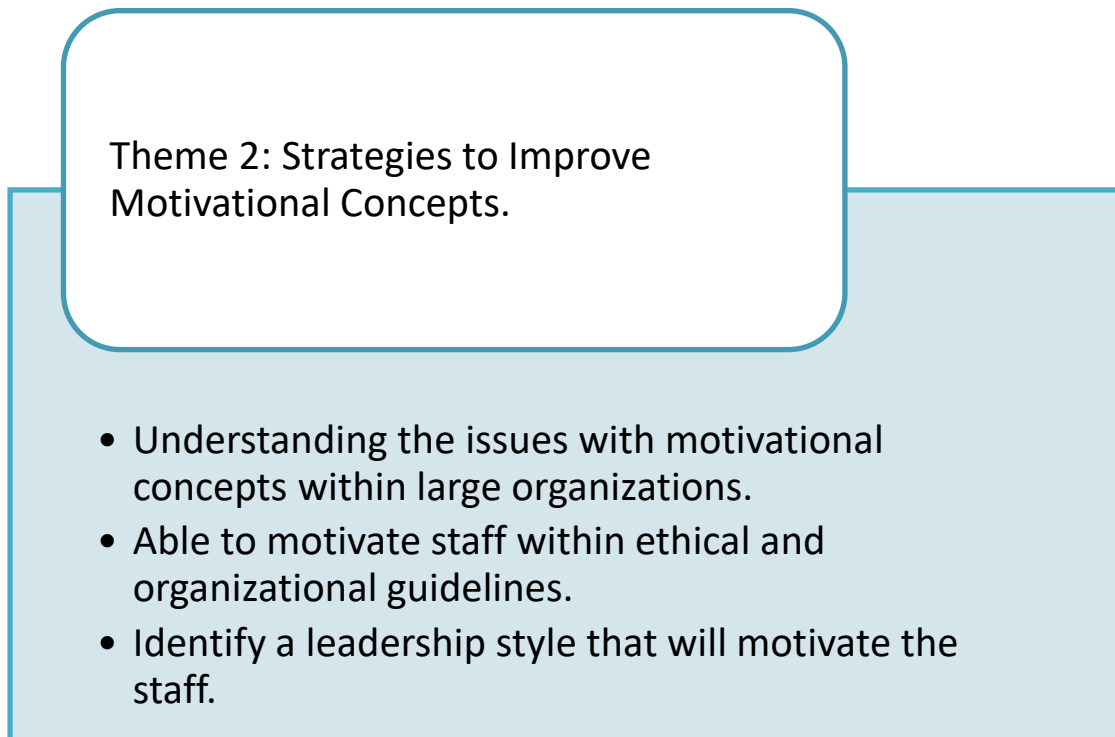 Theme 2: Strategies to Improve
Motivational Concepts.
• Understanding the issues with motivational
concepts within large organizations.
• Able to motivate staff within ethical and
organizational guidelines.
• Identify a leadership style that will motivate the
staff.